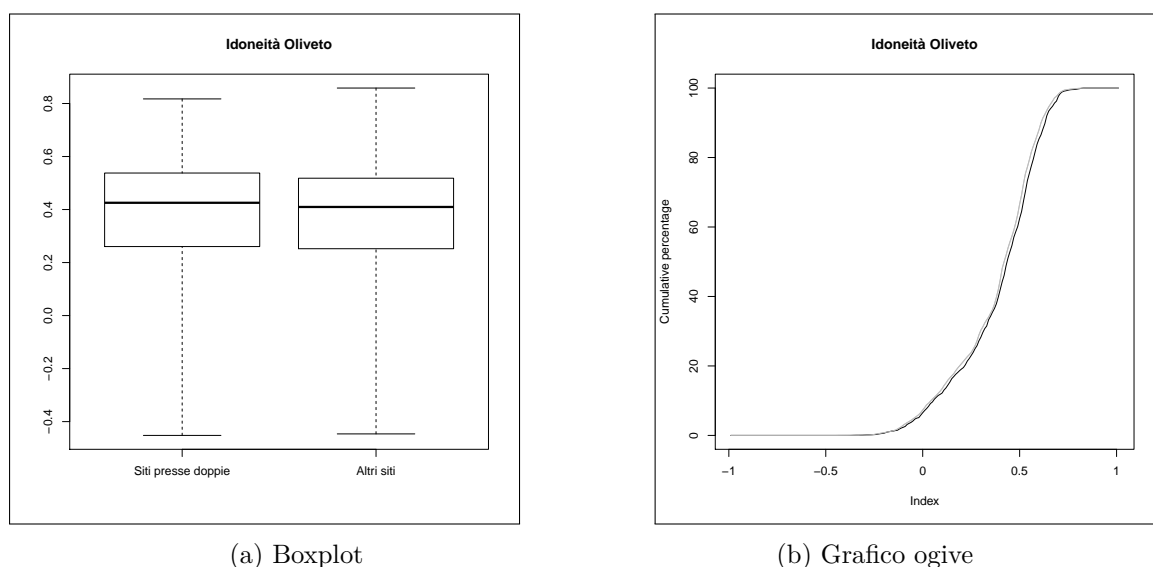 Idoneità Oliveto
0.8
0.6
0.4
0.2
0.0
−0.2
−0.4
Siti presse doppie
Altri siti
(a) Boxplot
Idoneità Oliveto
Cumulative percentage
100
80
60
40
20
0
−1
−0.5
0
0.5
1
Index
(b) Grafico ogive